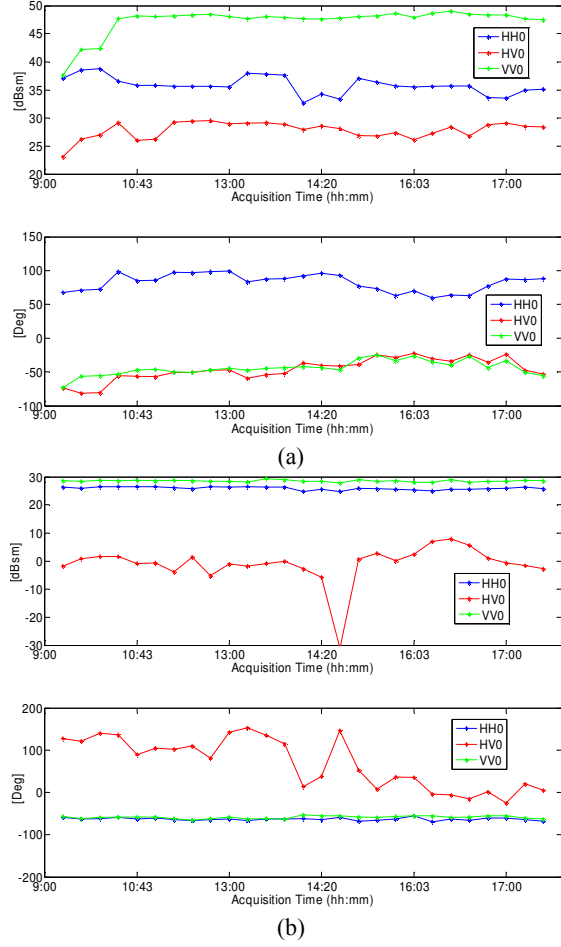 50
45
40
35
30
25
20
[dBsm]
HH0
HV0
VV0
9:00 10:43 13:00 14:20 16:03 17:00
Acquisition Time (hh:mm)
150
100
50
0
-50
-100
[Deg]
HH0
HV0
VV0
9:00 10:43 13:00 14:20 16:03 17:00
Acquisition Time (hh:mm)
(a)
30
20
10
0
-10
-20
-30
[dBsm]
HH0
HV0
VV0
9:00 10:43 13:00 14:20 16:03 17:00
Acquisition Time (hh:mm)
200
100
0
-100
-200
[Deg]
HH0
HV0
VV0
9:00 10:43 13:00 14:20 16:03 17:00
Acquisition Time (hh:mm)
(b)